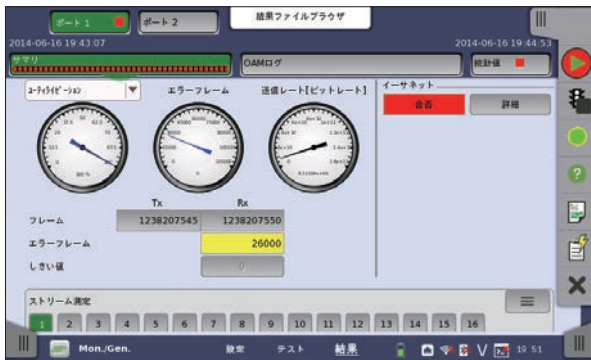 ポート 1
ポート 2
結果ファイルブラウザ
2014-06-16 19:43:07
2014-06-16 19:44:53
サマリ
OAMログ
統計値
ユーティライゼーション
エラーフレーム
送信レート[ビットレート]
イーサネット
合否
詳細
100 %
Tx
Rx
フレーム
1238207545
1238207550
エラーフレーム
26000
しきい値
0
ストリーム測定
1 2 3 4 5 6 7 8 9 10 11 12 13 14 15 16
Mon./Gen.
設定
テスト
結果
19 51